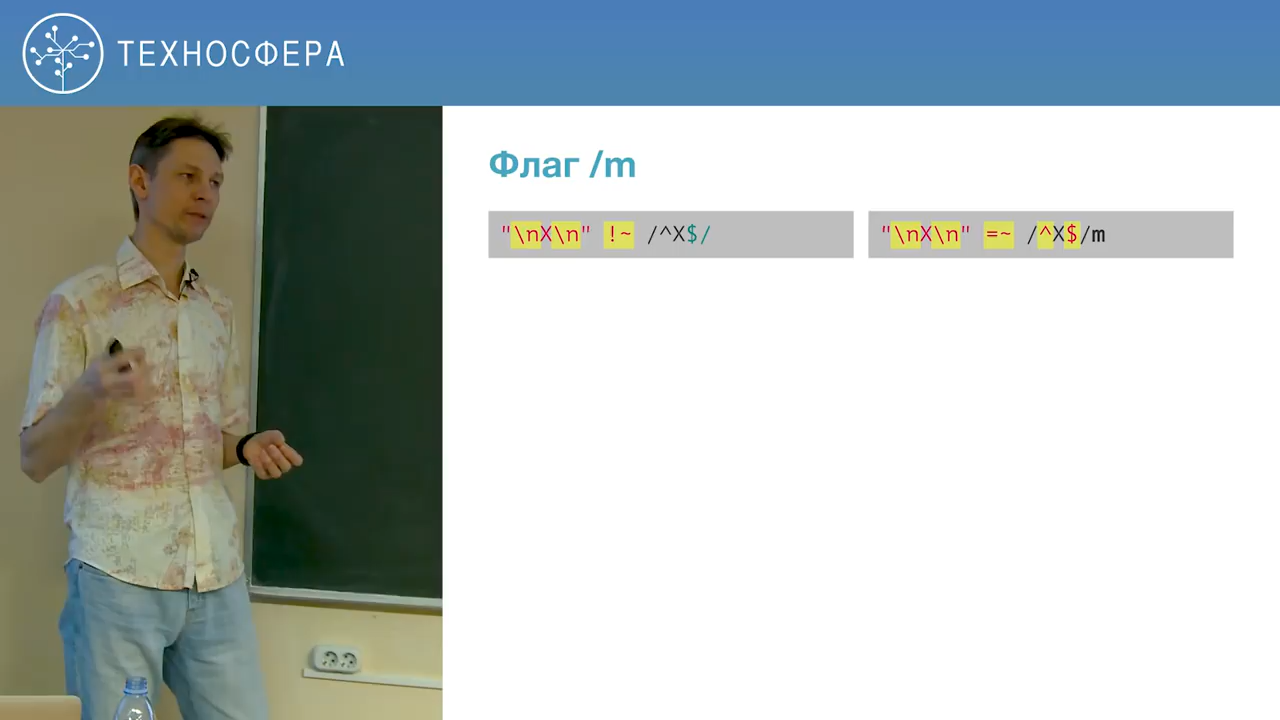 ТЕХНОСФЕРА
Флаг /m
"\nX\n" !~ /^X$/
"\nX\n" =~ /^X$/m